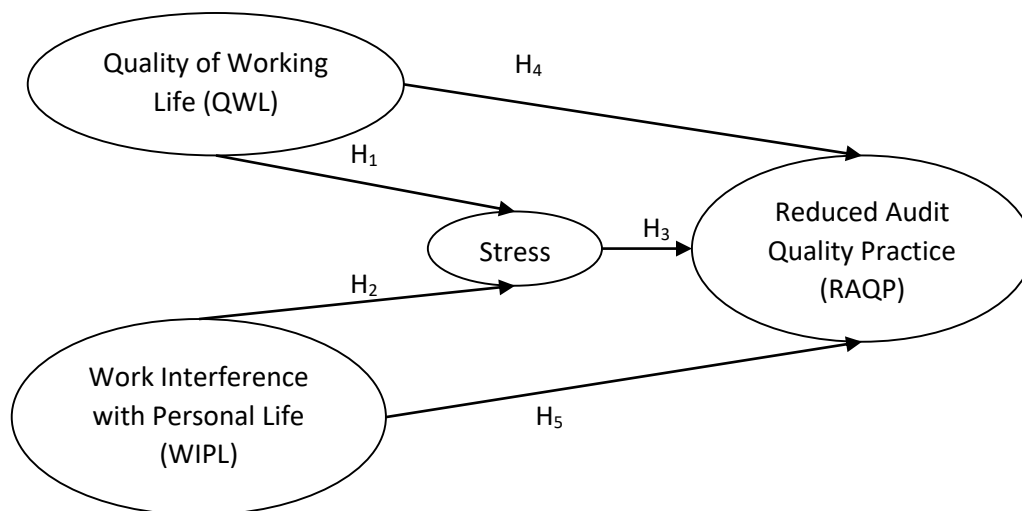 Quality of Working
Life (QWL)
H₄
H₁
Stress
H₃
Reduced Audit
Quality Practice
(RAQP)
H₂
Work Interference
with Personal Life
(WIPL)
H₅